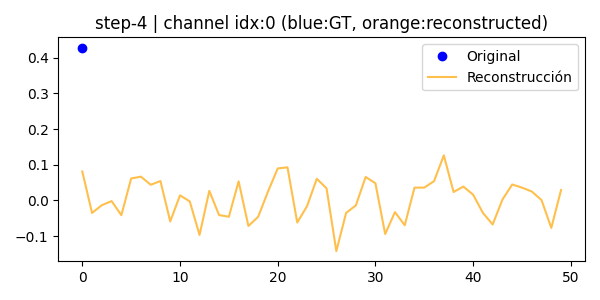 step-4 | channel idx:0 (blue:GT, orange:reconstructed)
Original
Reconstrucción
0.4
0.3
0.2
0.1
0.0
−0.1
0 10 20 30 40 50